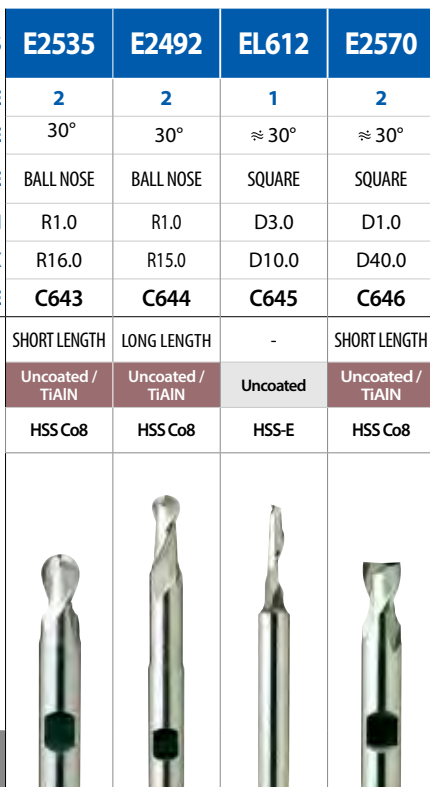 E2535 E2492 EL612 E2570
2 2 1 2
30° 30° ≈ 30° ≈ 30°
BALL NOSE BALL NOSE SQUARE SQUARE
R1.0 R1.0 D3.0 D1.0
R16.0 R15.0 D10.0 D40.0
C643 C644 C645 C646
SHORT LENGTH LONG LENGTH - SHORT LENGTH
Uncoated / Uncoated / Uncoated Uncoated /
TiAlN TiAlN TiAlN
HSS Co8 HSS Co8 HSS-E HSS Co8